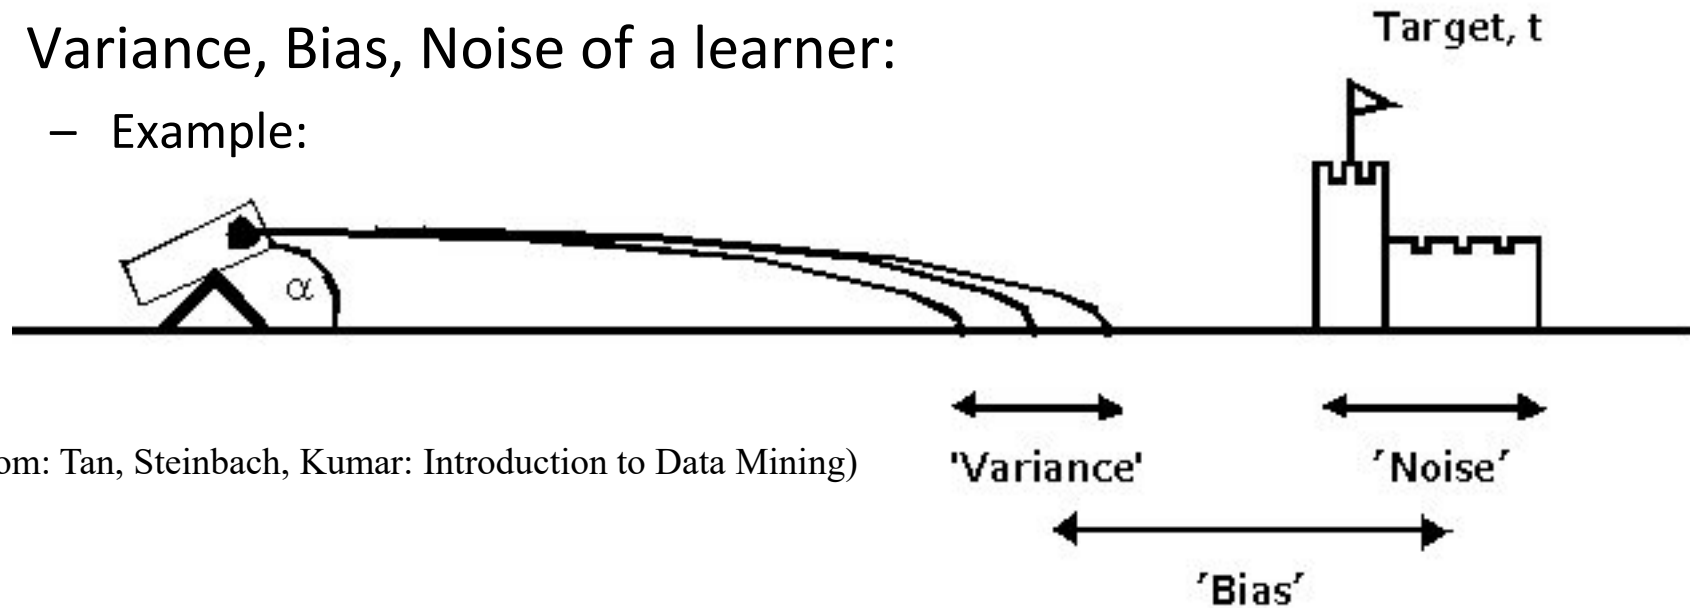 Variance, Bias, Noise of a learner:
Target, t
– Example:
α
om: Tan, Steinbach, Kumar: Introduction to Data Mining)
'Variance'
'Noise'
'Bias'